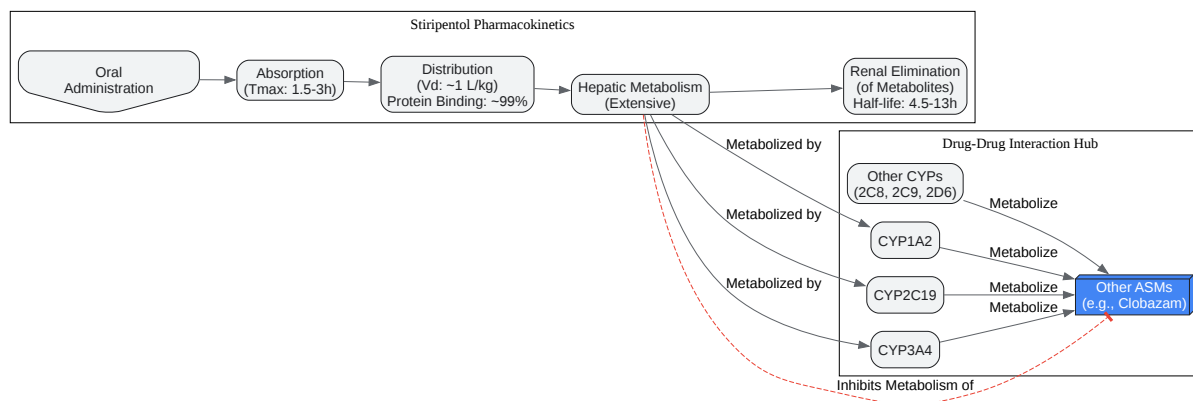 Stiripentol Pharmacokinetics
Oral
Administration
Absorption
(Tmax: 1.5-3h)
Distribution
(Vd: ~1 L/kg)
Protein Binding: ~99%
Hepatic Metabolism
(Extensive)
Renal Elimination
(of Metabolites)
Half-life: 4.5-13h
Metabolized by
Metabolized by
Metabolized by
Drug-Drug Interaction Hub
Other CYPs
(2C8, 2C9, 2D6)
Metabolize
CYP1A2
Metabolize
CYP2C19
Metabolize
Metabolize
CYP3A4
Other ASMs
(e.g., Clobazam)
Inhibits Metabolism of